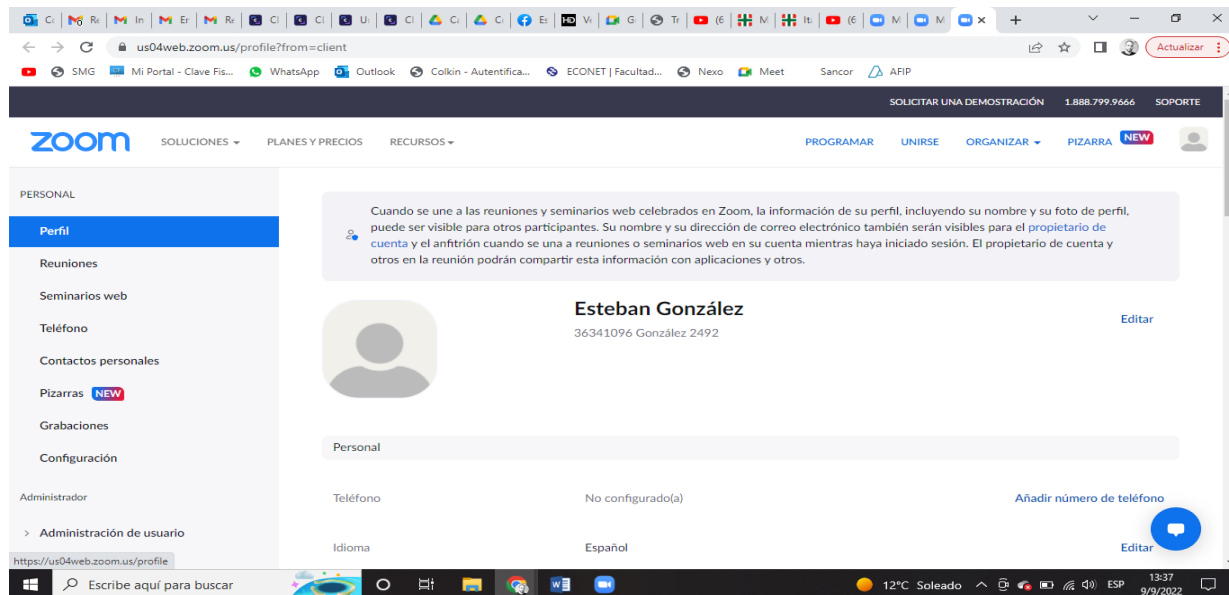 us04web.zoom.us/profile?from=client
Actualizar
SMG Mi Portal - Clave Fis... WhatsApp Outlook Colkin - Autentifica... ECONET | Facultad... Nexo Meet Sancor AFIP
SOLICITAR UNA DEMOSTRACIÓN 1.888.799.9666 SOPORTE
zoom SOLUCIONES PLANES Y PRECIOS RECURSOS PROGRAMAR UNIRSE ORGANIZAR PIZARRA NEW
PERSONAL
Perfil
Reuniones
Seminarios web
Teléfono
Contactos personales
Pizarras NEW
Grabaciones
Configuración
Administrador
Administración de usuario
https://us04web.zoom.us/profile
Cuando se une a las reuniones y seminarios web celebrados en Zoom, la información de su perfil, incluyendo su nombre y su foto de perfil,
puede ser visible para otros participantes. Su nombre y su dirección de correo electrónico también serán visibles para el propietario de
cuenta y el anfitrión cuando se una a reuniones o seminarios web en su cuenta mientras haya iniciado sesión. El propietario de cuenta y
otros en la reunión podrán compartir esta información con aplicaciones y otros.
Esteban González
36341096 González 2492
Editar
Personal
Teléfono No configurado(a) Añadir número de teléfono
Idioma Español Editar
Escribe aquí para buscar
12°C Soleado ESP 13:37
9/9/2022